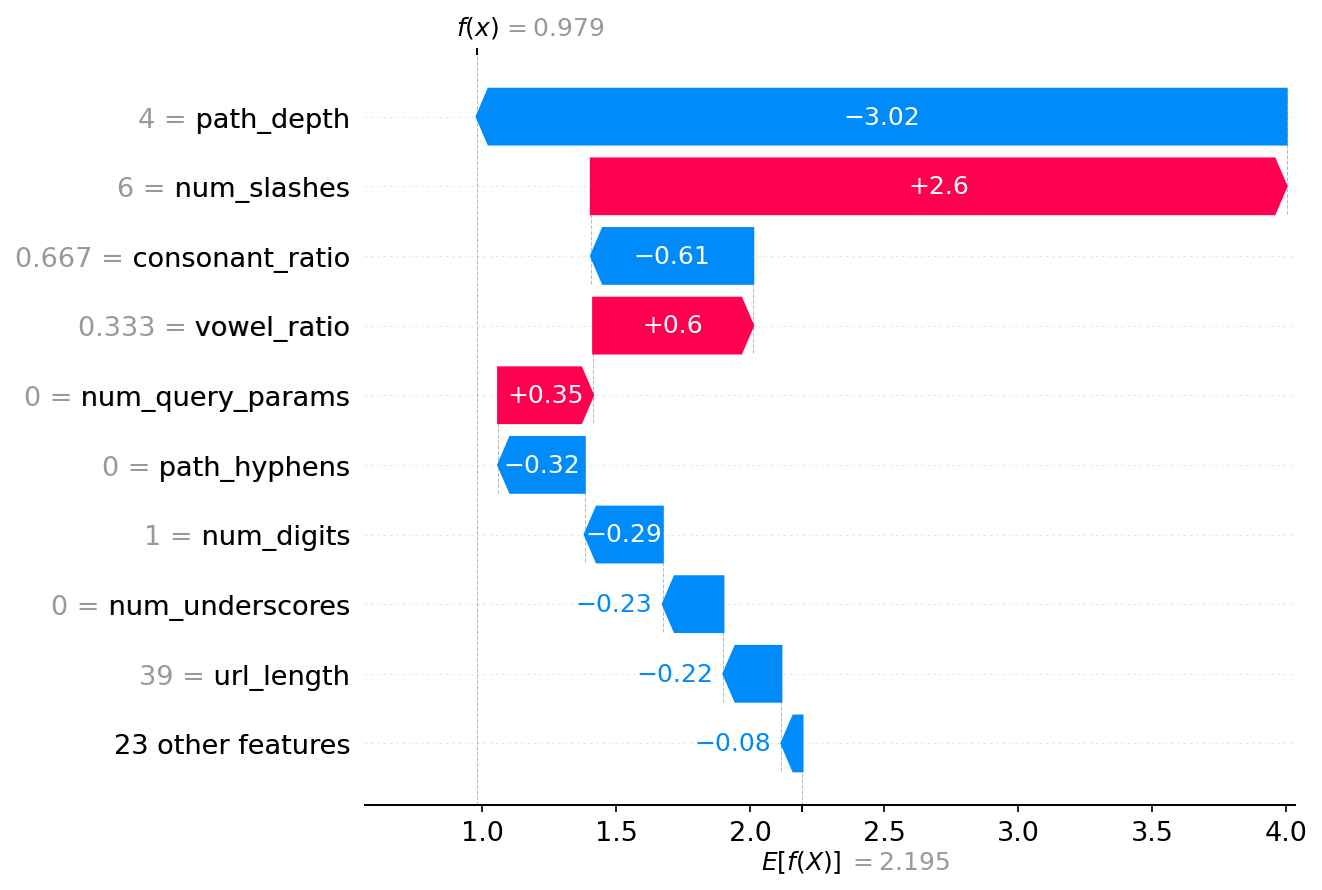 f(x) = 0.979
4 = path_depth −3.02
6 = num_slashes +2.6
0.667 = consonant_ratio −0.61
0.333 = vowel_ratio +0.6
0 = num_query_params +0.35
0 = path_hyphens −0.32
1 = num_digits −0.29
0 = num_underscores −0.23
39 = url_length −0.22
23 other features −0.08
1.0 1.5 2.0 2.5 3.0 3.5 4.0
E[f(X)] = 2.195